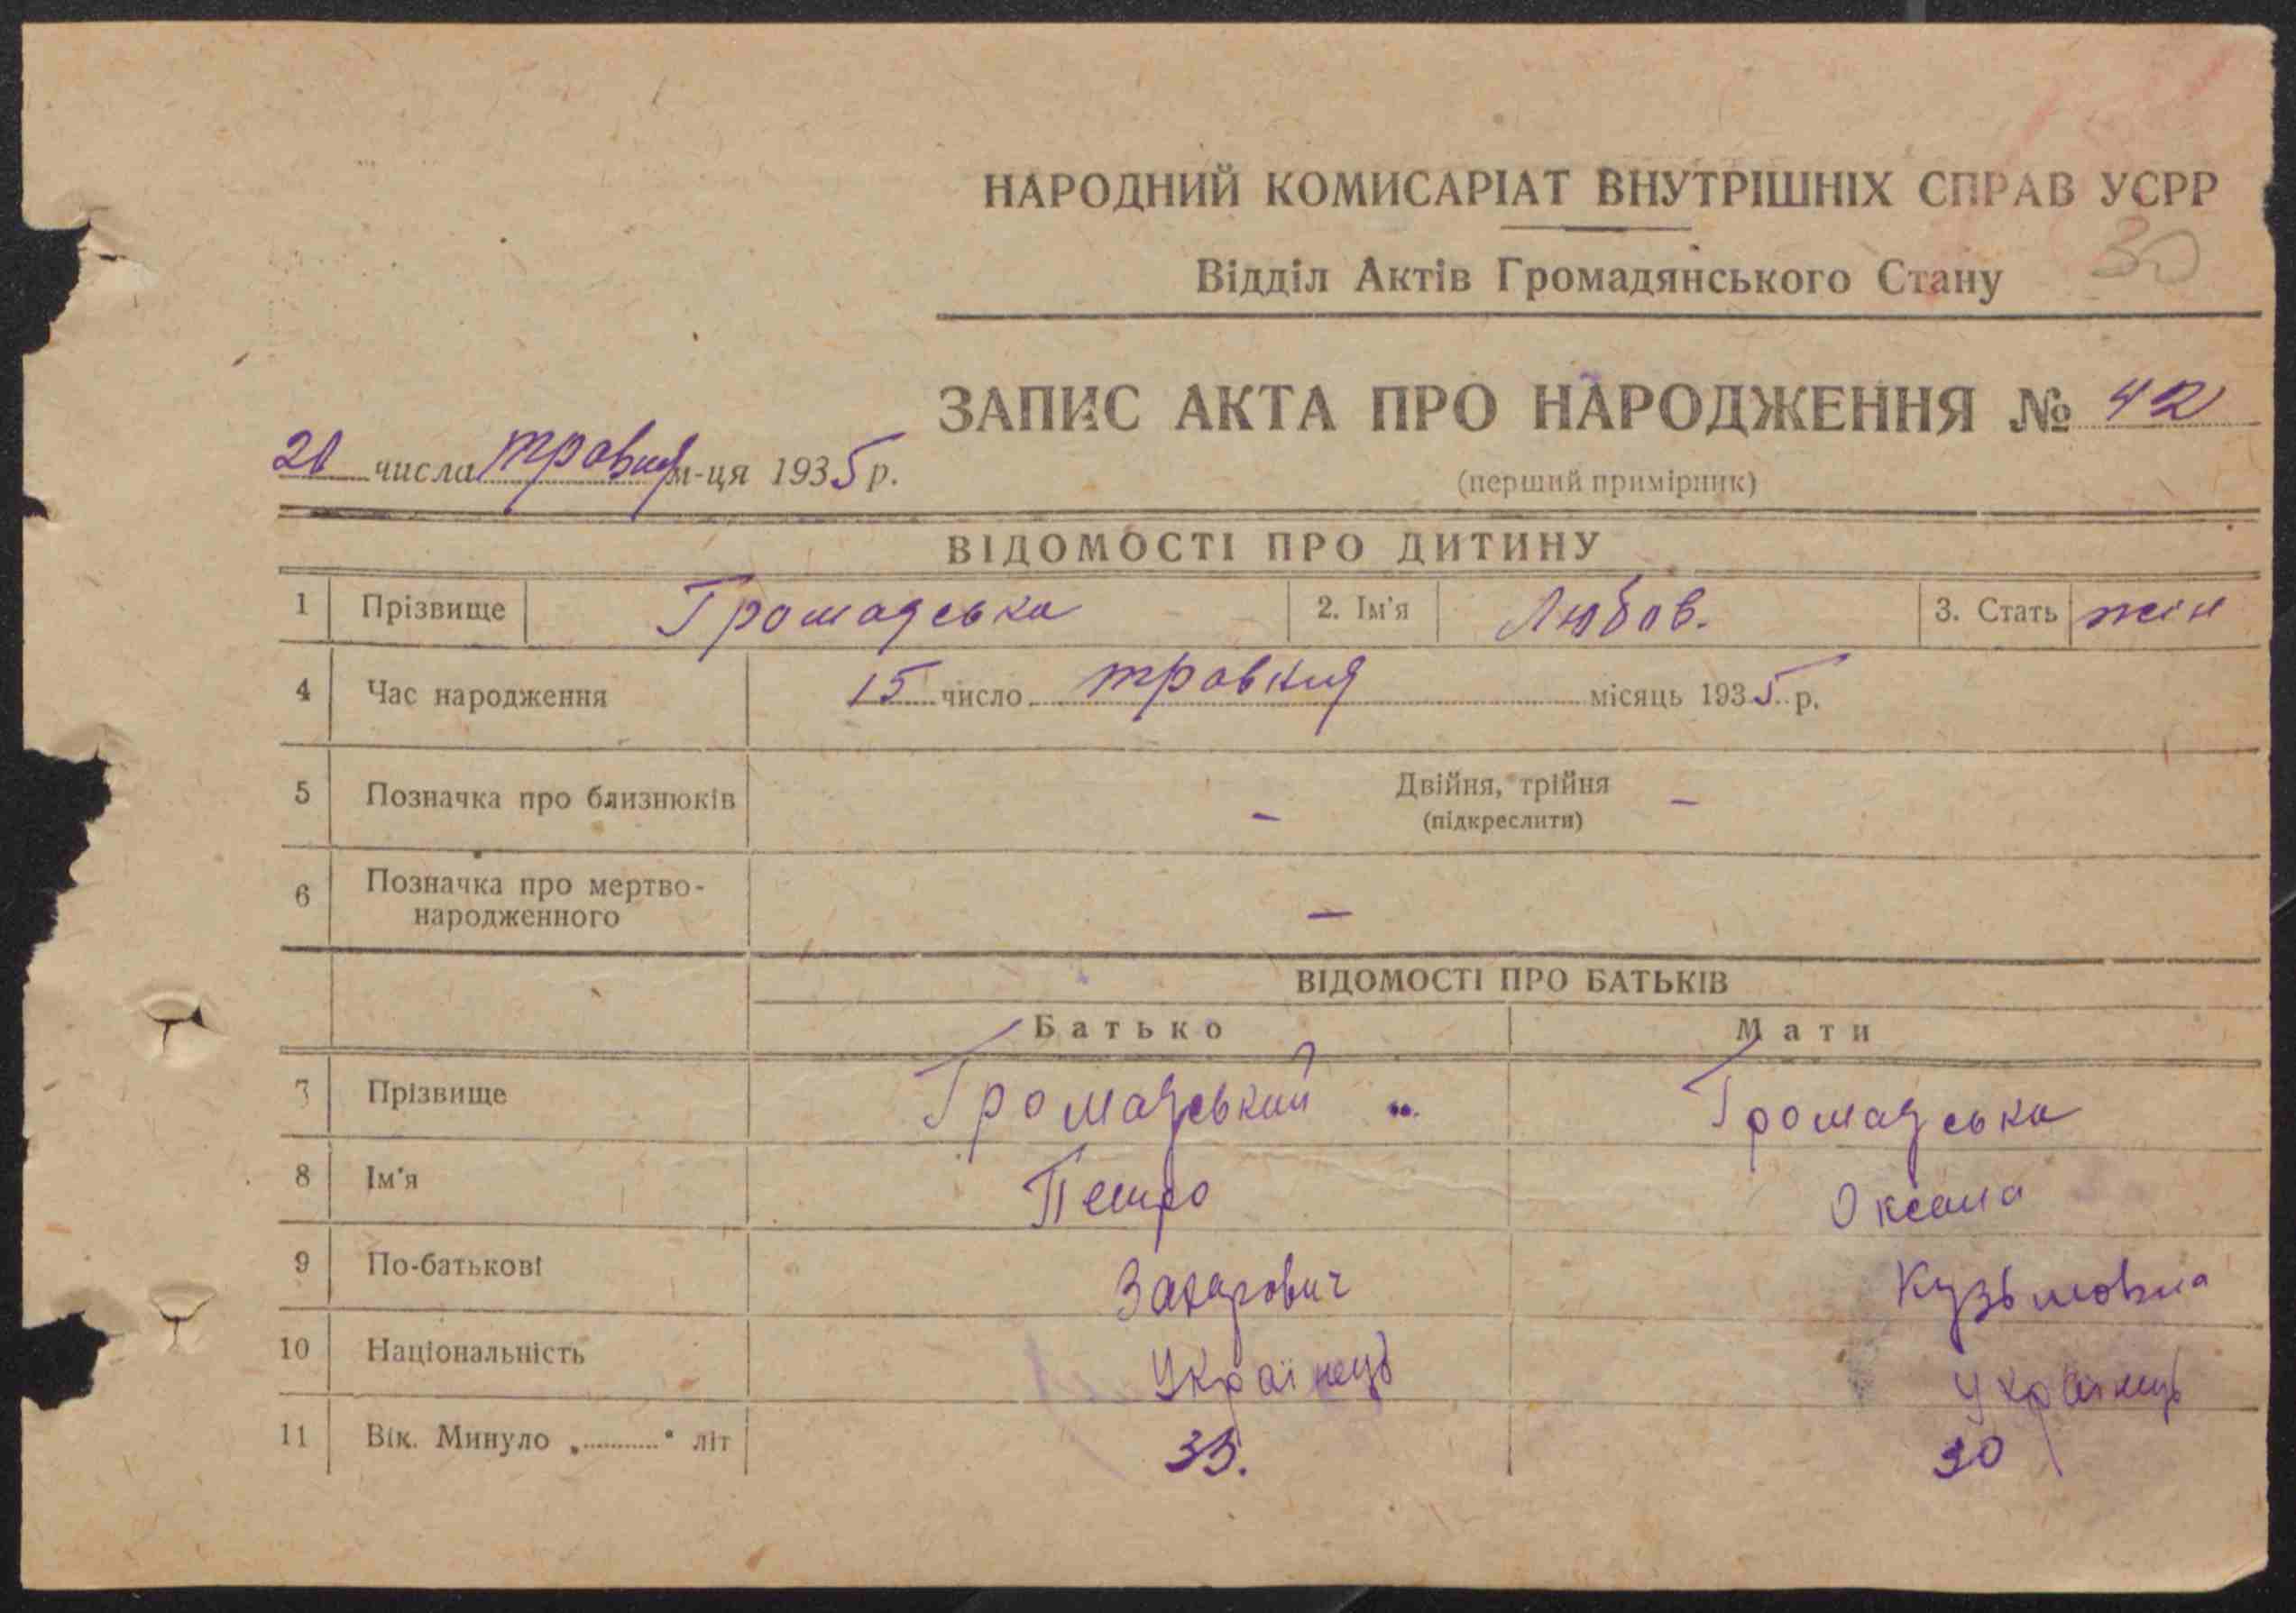 НАРОДНИЙ КОМИСАРІАТ ВНУТРІШНІХ СПРАВ УСРР
30
Відділ Актів Громадянського Стану
ЗАПИС АКТА ПРО НАРОДЖЕННЯ № 42
числа травня м-ця 1935 р.
(перший примірник)
ВІДОМОСТІ ПРО ДИТИНУ
1 Прізвище Громадська 2. Ім'я Любов. 3. Стать жін
4 Час народження 15 число травня місяць 1935 р.
5 Позначка про близнюків - Двійня, трійня -
(підкреслити)
6 Позначка про мертво-
народженного -
ВІДОМОСТІ ПРО БАТЬКІВ
Батько Мати
7 Прізвище Громадський Громадська
8 Ім'я Петро Оксана
9 По-батькові Захарович Кузьмовна
10 Національність Українець Українець
11 Вік. Минуло „..........“ літ 30